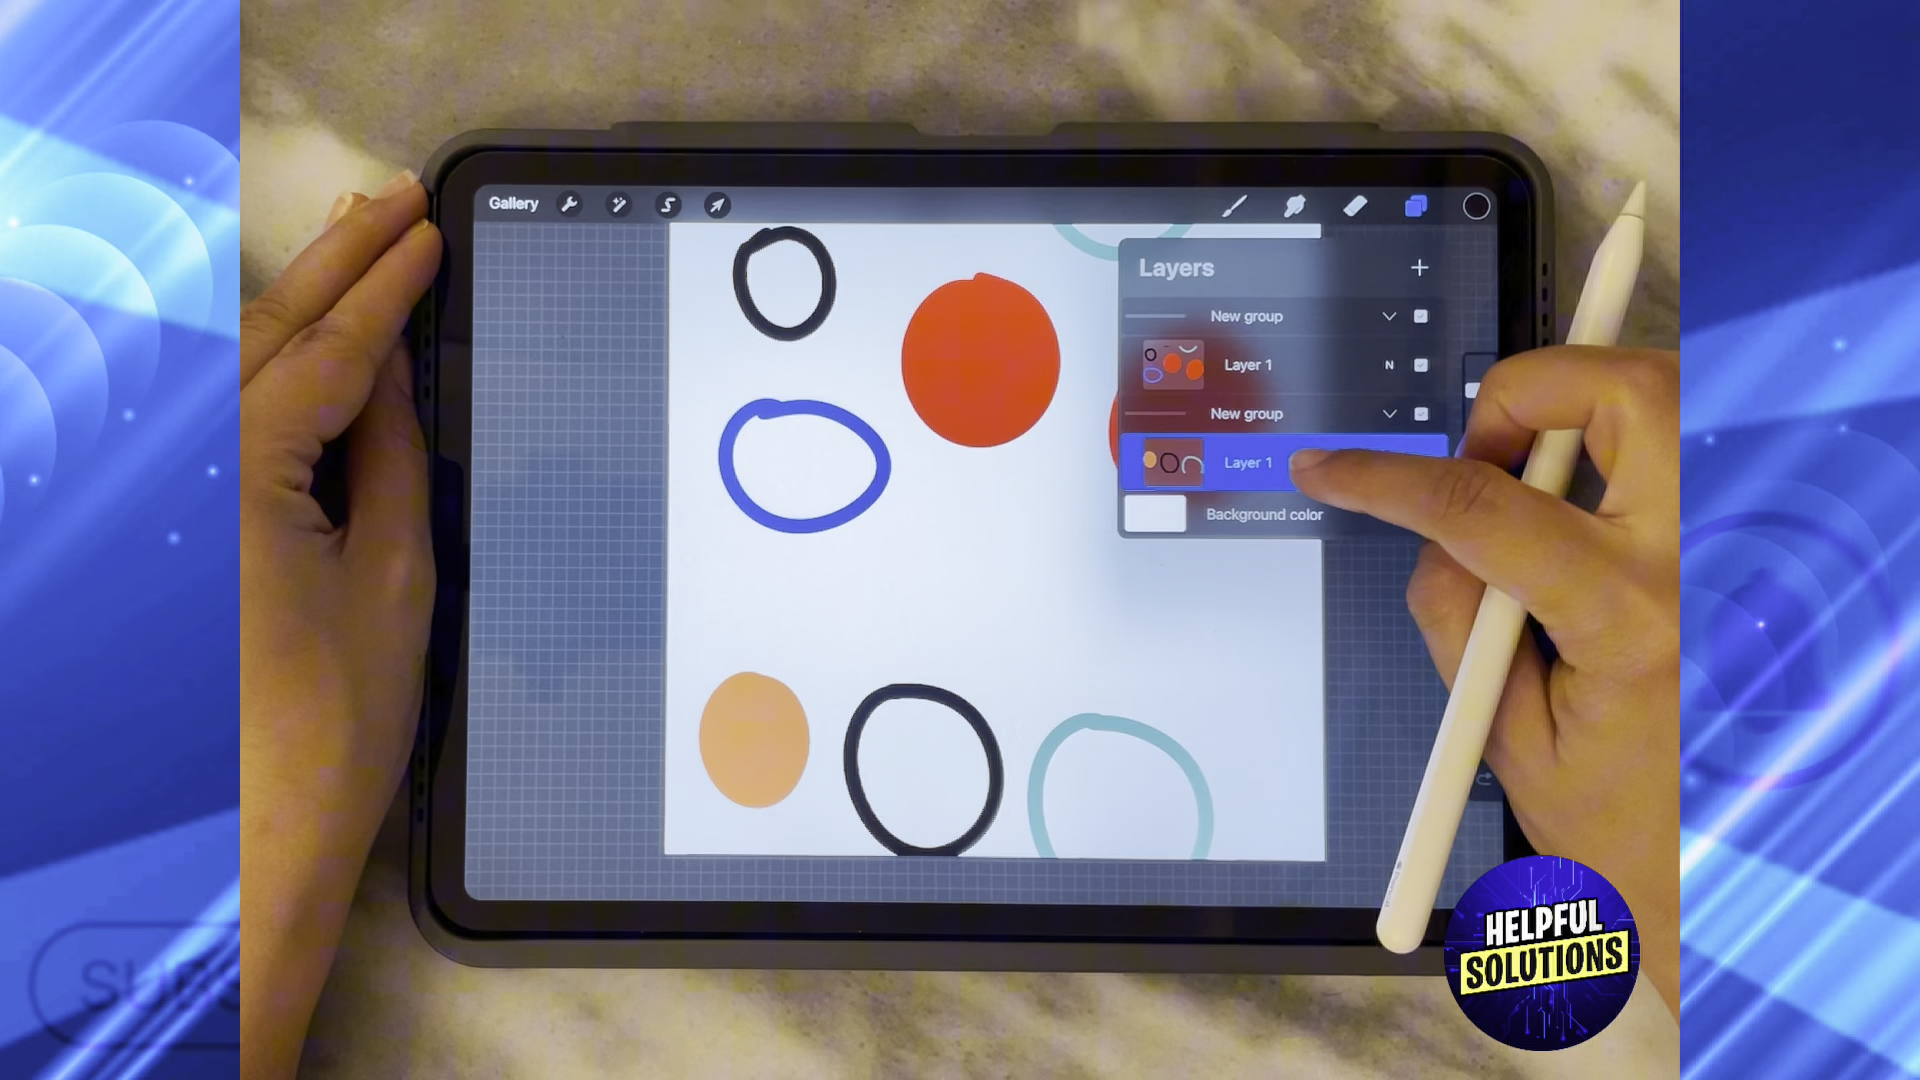 Gallery
Layers
New group
Layer 1
N
New group
Layer 1
Background color
HELPFUL
SOLUTIONS